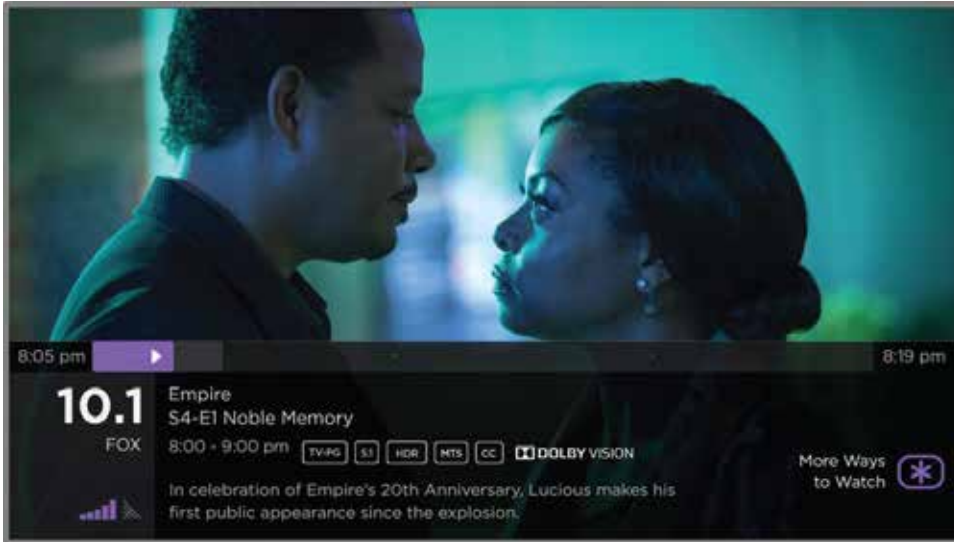 8:05 pm
8:19 pm
10.1
FOX
Empire
S4-E1 Noble Memory
8:00 - 9:00 pm TV-PG 5.1 HDR MTS CC DOLBY VISION
In celebration of Empire's 20th Anniversary, Lucious makes his
first public appearance since the explosion.
More Ways
to Watch